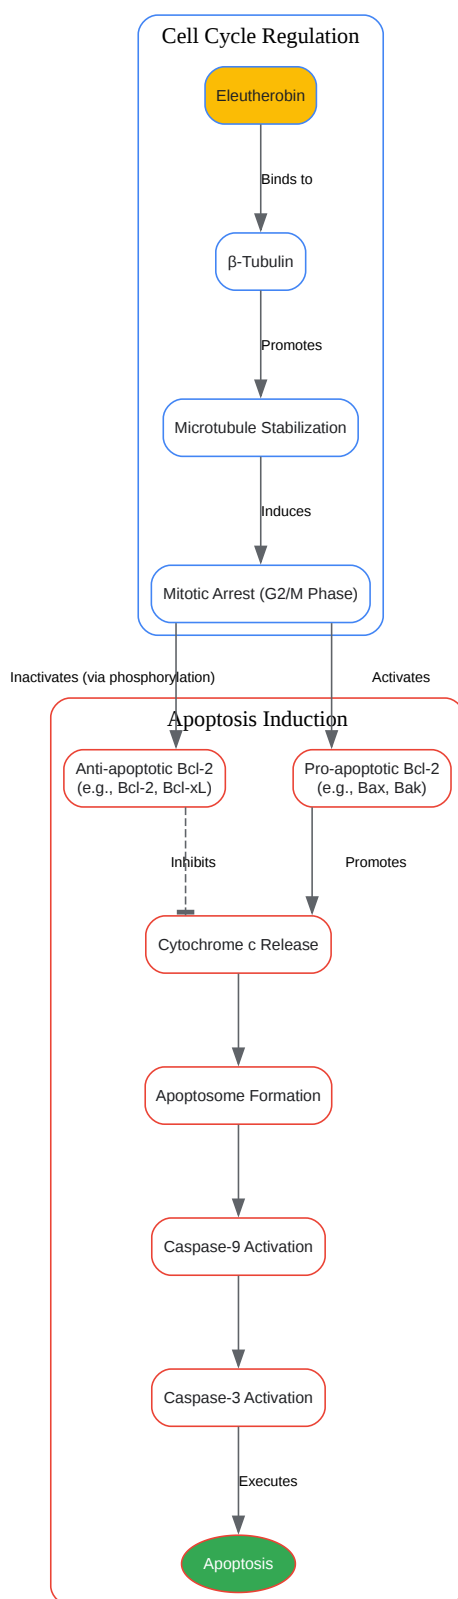 Cell Cycle Regulation
Eleutherobin
Binds to
β-Tubulin
Promotes
Microtubule Stabilization
Induces
Mitotic Arrest (G2/M Phase)
Inactivates (via phosphorylation)
Activates
Apoptosis Induction
Anti-apoptotic Bcl-2
(e.g., Bcl-2, Bcl-xL)
Pro-apoptotic Bcl-2
(e.g., Bax, Bak)
Inhibits
Promotes
Cytochrome c Release
Apoptosome Formation
Caspase-9 Activation
Caspase-3 Activation
Executes
Apoptosis